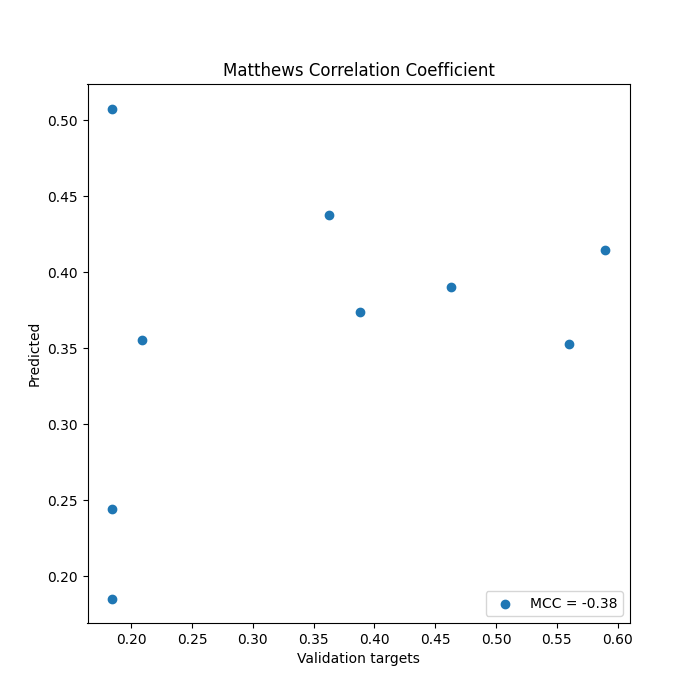 Matthews Correlation Coefficient
0.50
0.45
0.40
0.35
0.30
0.25
0.20
Predicted
MCC = -0.38
0.20 0.25 0.30 0.35 0.40 0.45 0.50 0.55 0.60
Validation targets